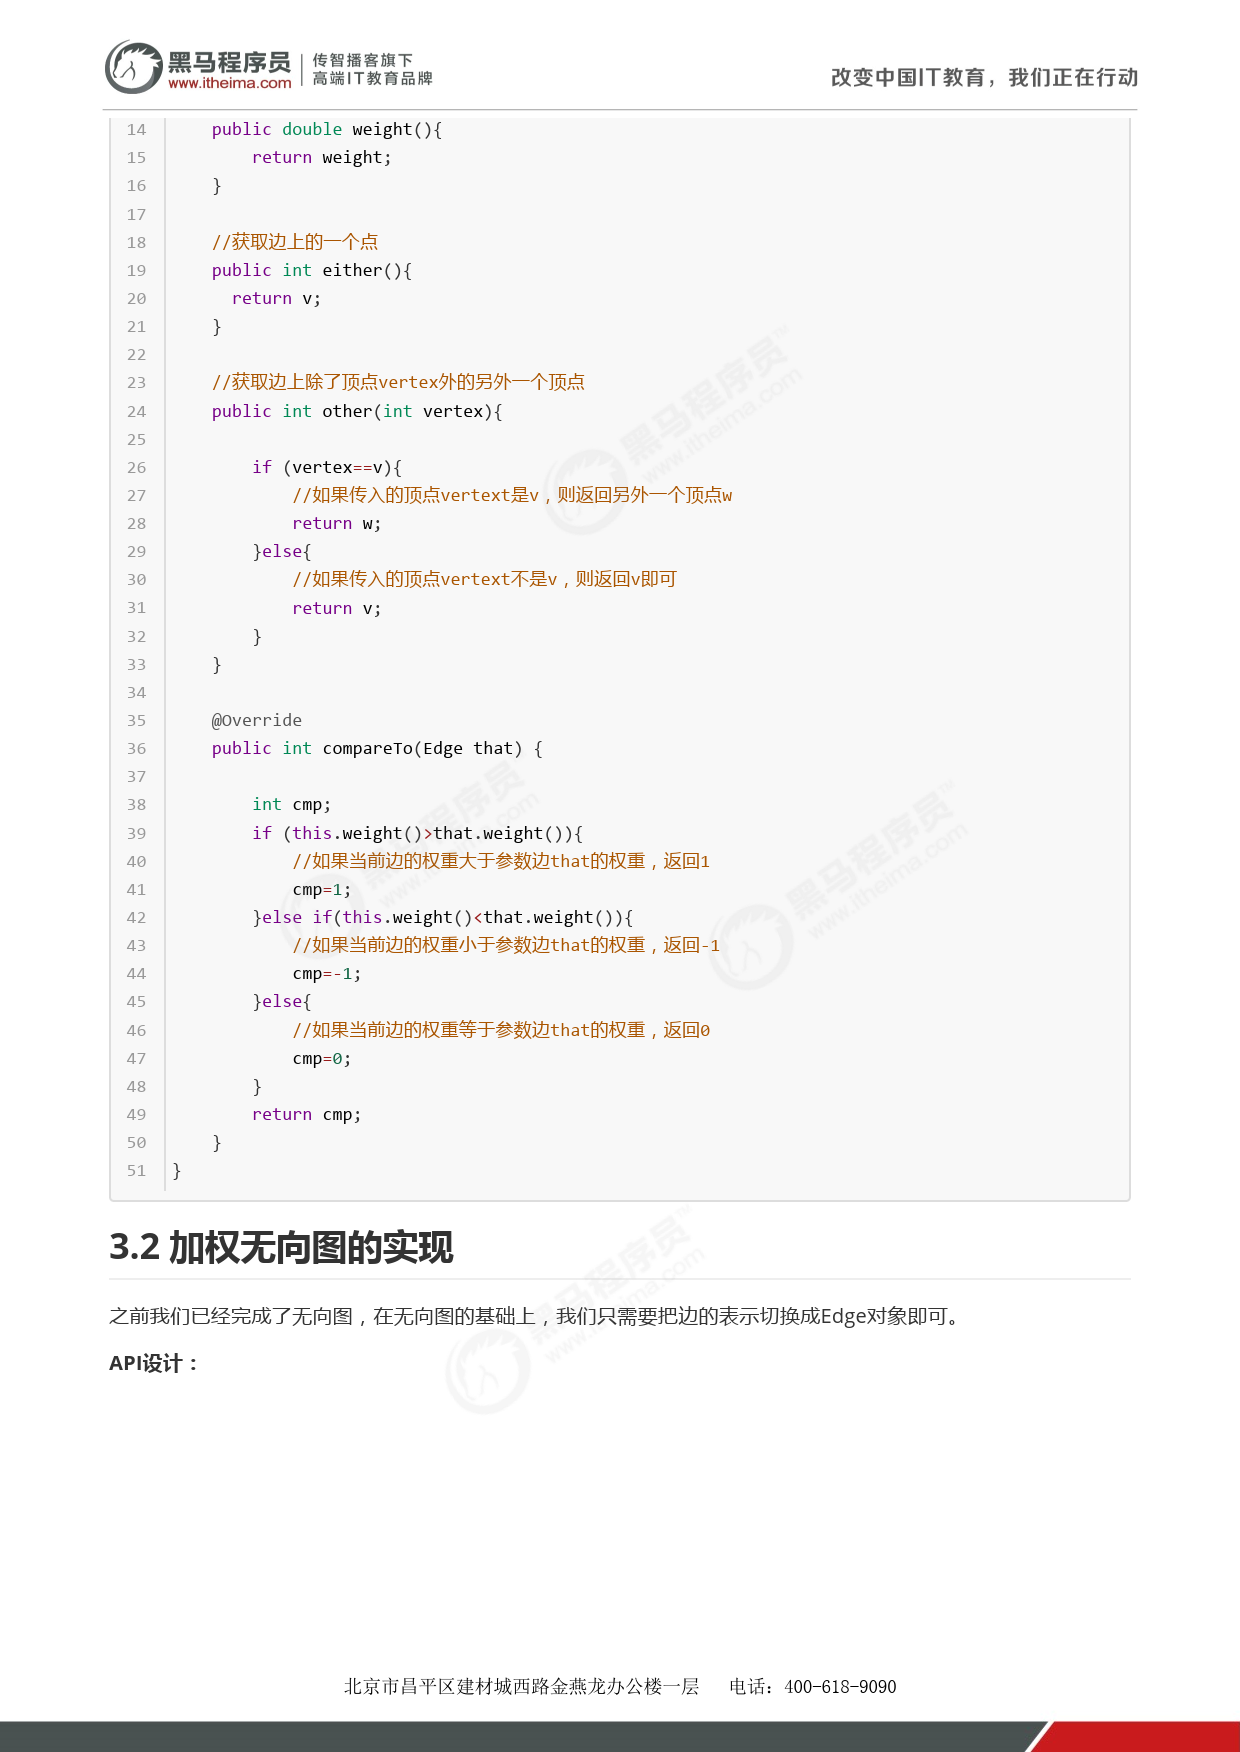 黑马程序员 传智播客旗下
www.itheima.com 高端IT教育品牌
改变中国IT教育，我们正在行动
14     public double weight(){
15         return weight;
16     }
17
18     //获取边上的一个点
19     public int either(){
20       return v;
21     }
22
23     //获取边上除了顶点vertex外的另外一个顶点
24     public int other(int vertex){
25
26         if (vertex==v){
27             //如果传入的顶点vertext是v，则返回另外一个顶点w
28             return w;
29         }else{
30             //如果传入的顶点vertext不是v，则返回v即可
31             return v;
32         }
33     }
34
35     @Override
36     public int compareTo(Edge that) {
37
38         int cmp;
39         if (this.weight()>that.weight()){
40             //如果当前边的权重大于参数边that的权重，返回1
41             cmp=1;
42         }else if(this.weight()<that.weight()){
43             //如果当前边的权重小于参数边that的权重，返回-1
44             cmp=-1;
45         }else{
46             //如果当前边的权重等于参数边that的权重，返回0
47             cmp=0;
48         }
49         return cmp;
50     }
51 }
3.2 加权无向图的实现
之前我们已经完成了无向图，在无向图的基础上，我们只需要把边的表示切换成Edge对象即可。
API设计：
北京市昌平区建材城西路金燕龙办公楼一层 电话：400-618-9090